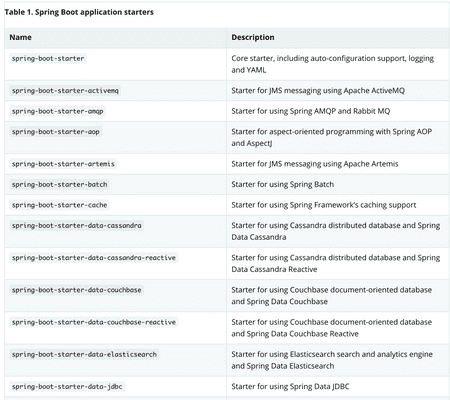 Table 1. Spring Boot application starters
Name Description
spring-boot-starter Core starter, including auto-configuration support, logging
and YAML
spring-boot-starter-activemq Starter for JMS messaging using Apache ActiveMQ
spring-boot-starter-amqp Starter for using Spring AMQP and Rabbit MQ
spring-boot-starter-aop Starter for aspect-oriented programming with Spring AOP
and AspectJ
spring-boot-starter-artemis Starter for JMS messaging using Apache Artemis
spring-boot-starter-batch Starter for using Spring Batch
spring-boot-starter-cache Starter for using Spring Framework's caching support
spring-boot-starter-data-cassandra Starter for using Cassandra distributed database and Spring
Data Cassandra
spring-boot-starter-data-cassandra-reactive Starter for using Cassandra distributed database and Spring
Data Cassandra Reactive
spring-boot-starter-data-couchbase Starter for using Couchbase document-oriented database
and Spring Data Couchbase
spring-boot-starter-data-couchbase-reactive Starter for using Couchbase document-oriented database
and Spring Data Couchbase Reactive
spring-boot-starter-data-elasticsearch Starter for using Elasticsearch search and analytics engine
and Spring Data Elasticsearch
spring-boot-starter-data-jdbc Starter for using Spring Data JDBC